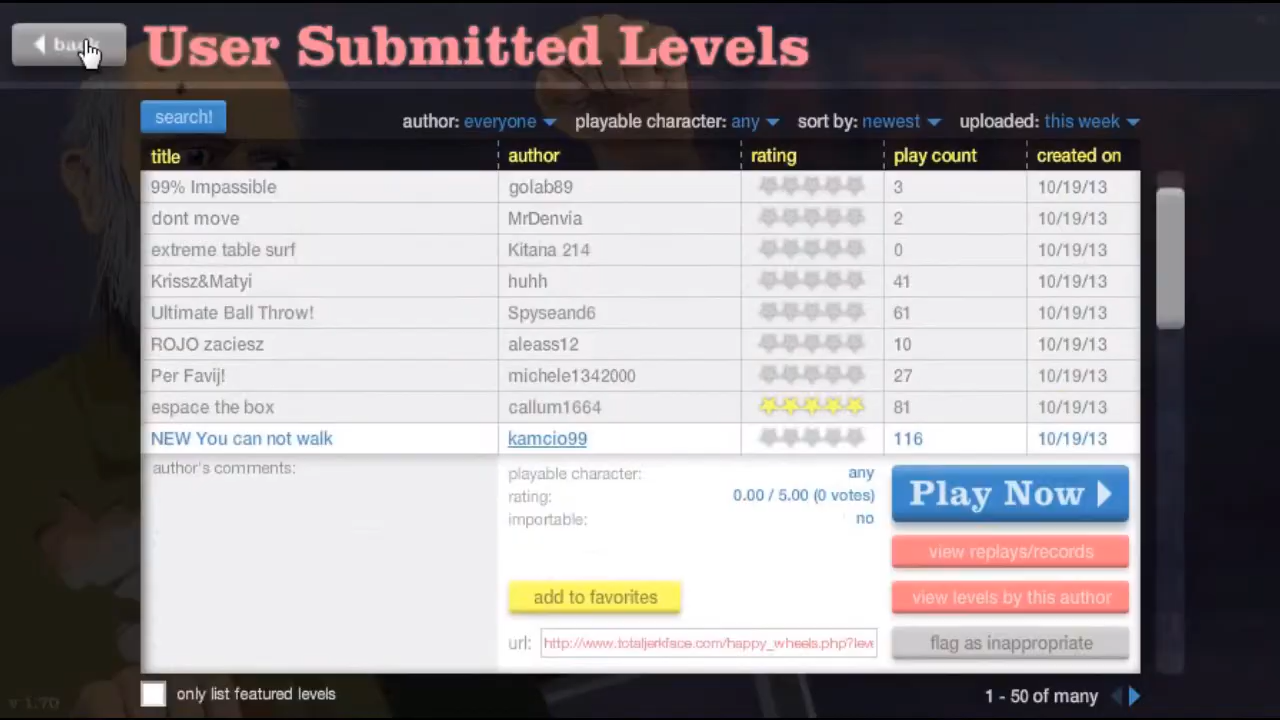 back User Submitted Levels
search! author: everyone playable character: any sort by: newest uploaded: this week
title author rating play count created on
99% Impassible golab89 3 10/19/13
dont move MrDenvia 2 10/19/13
extreme table surf Kitana 214 0 10/19/13
Krissz&Matyi huhh 41 10/19/13
Ultimate Ball Throw! Spyseand6 61 10/19/13
ROJO zaciesz aleass12 10 10/19/13
Per Favij! michele1342000 27 10/19/13
espace the box callum1664 81 10/19/13
NEW You can not walk kamcio99 116 10/19/13
author's comments: playable character: any Play Now
rating: 0.00 / 5.00 (0 votes)
importable: no
view replays/records
add to favorites view levels by this author
url: http://www.totaljerkface.com/happy_wheels.php?leve flag as inappropriate
only list featured levels 1 - 50 of many
v 1.70